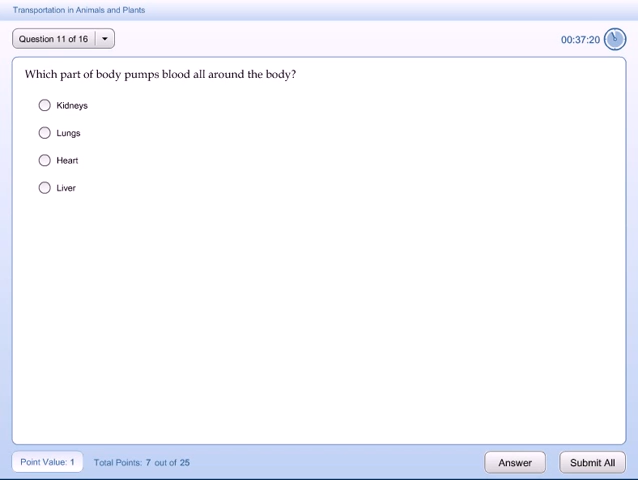 Transportation in Animals and Plants
Question 11 of 16
00:37:20
Which part of body pumps blood all around the body?
Kidneys
Lungs
Heart
Liver
Point Value: 1
Total Points: 7 out of 25
Answer
Submit All